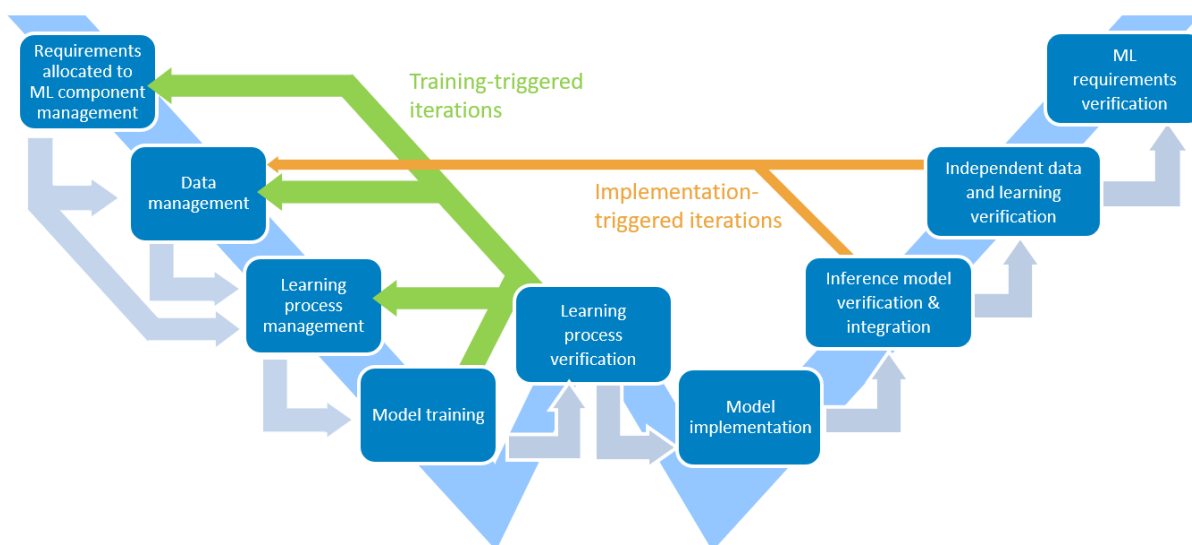 Requirements
allocated to
ML component
management
Training-triggered
iterations
ML
requirements
verification
Data
management
Implementation-
triggered iterations
Independent data
and learning
verification
Learning
process
management
Learning
process
verification
Inference model
verification &
integration
Model training
Model
implementation